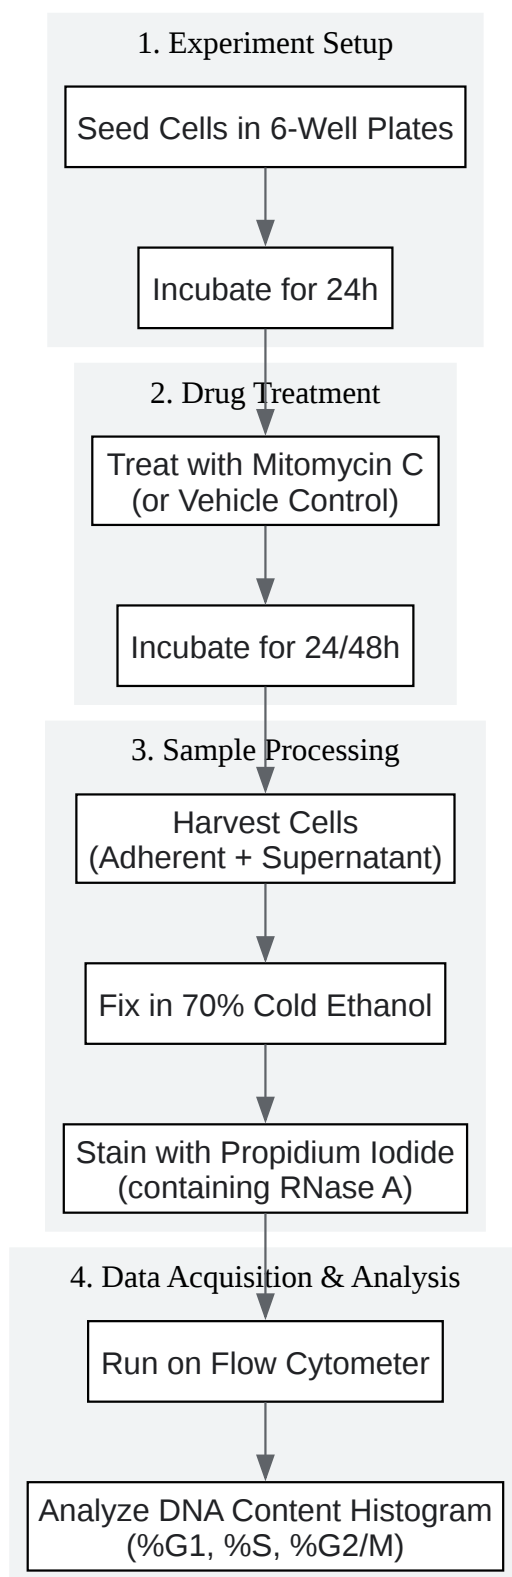 1. Experiment Setup
Seed Cells in 6-Well Plates
Incubate for 24h
2. Drug Treatment
Treat with Mitomycin C
(or Vehicle Control)
Incubate for 24/48h
3. Sample Processing
Harvest Cells
(Adherent + Supernatant)
Fix in 70% Cold Ethanol
Stain with Propidium Iodide
(containing RNase A)
4. Data Acquisition & Analysis
Run on Flow Cytometer
Analyze DNA Content Histogram
(%G1, %S, %G2/M)